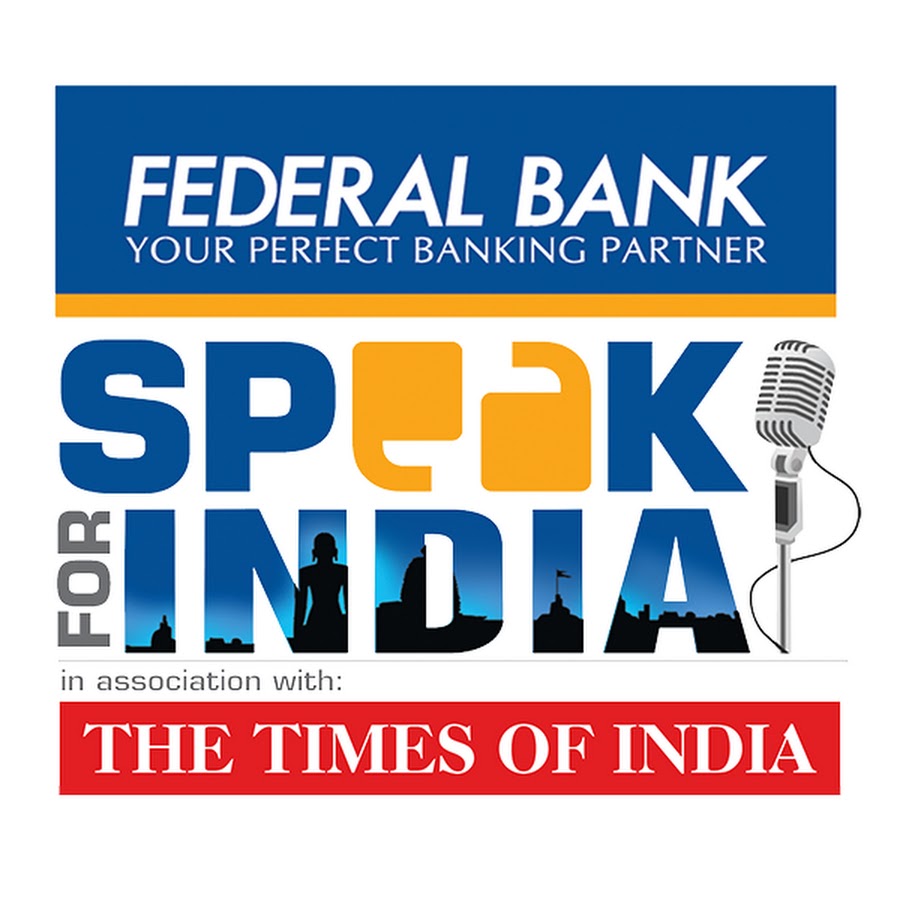 FEDERAL BANK
YOUR PERFECT BANKING PARTNER
SPeaK
FOR
INDIA
in association with:
THE TIMES OF INDIA